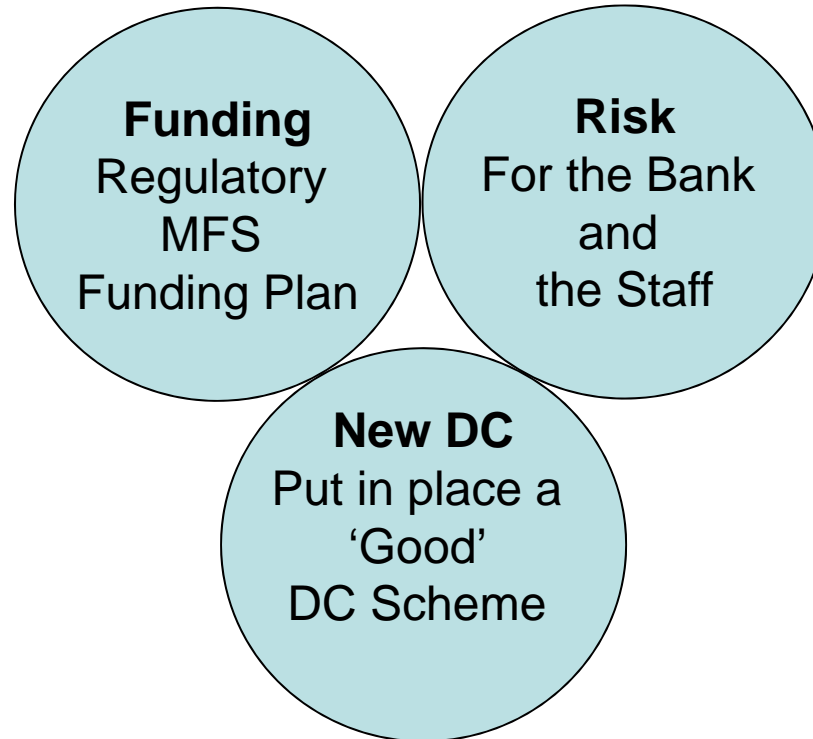 Funding
Regulatory
MFS
Funding Plan
Risk
For the Bank
and
the Staff
New DC
Put in place a
‘Good’
DC Scheme